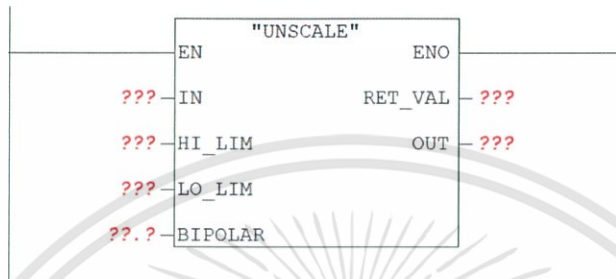 "UNSCALE"
EN ENO
??? IN RET_VAL ???
??? HI_LIM OUT ???
??? LO_LIM
??.? BIPOLAR